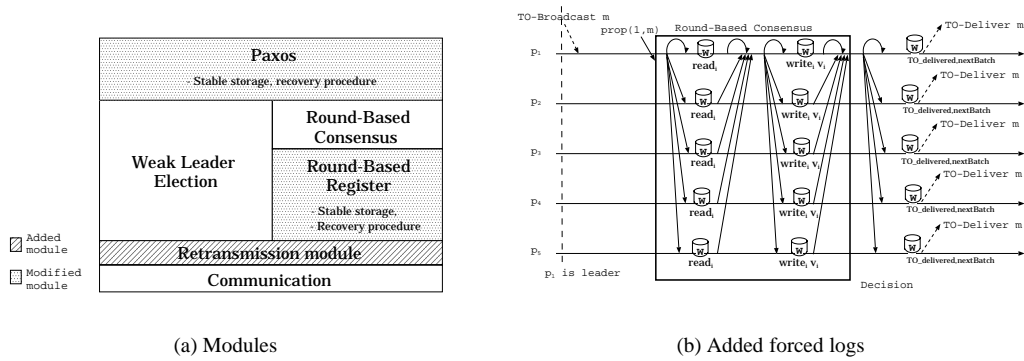 Paxos
- Stable storage, recovery procedure
Weak Leader
Election
Round-Based
Consensus
Round-Based
Register
- Stable storage,
- Recovery procedure
Retransmission module
Communication
Added
module
Modified
module
(a) Modules
TO-Broadcast m
prop(1,m)
Round-Based Consensus
TO-Deliver m
p1
W
W
W
read1
write1 v1
TO_delivered,nextBatch
TO-Deliver m
p2
W
W
W
read1
write1 v1
TO_delivered,nextBatch
TO-Deliver m
p3
W
W
W
read1
write1 v1
TO_delivered,nextBatch
TO-Deliver m
p4
W
W
W
read1
write1 v1
TO_delivered,nextBatch
TO-Deliver m
p5
W
W
W
read1
write1 v1
TO_delivered,nextBatch
p1 is leader
Decision
(b) Added forced logs